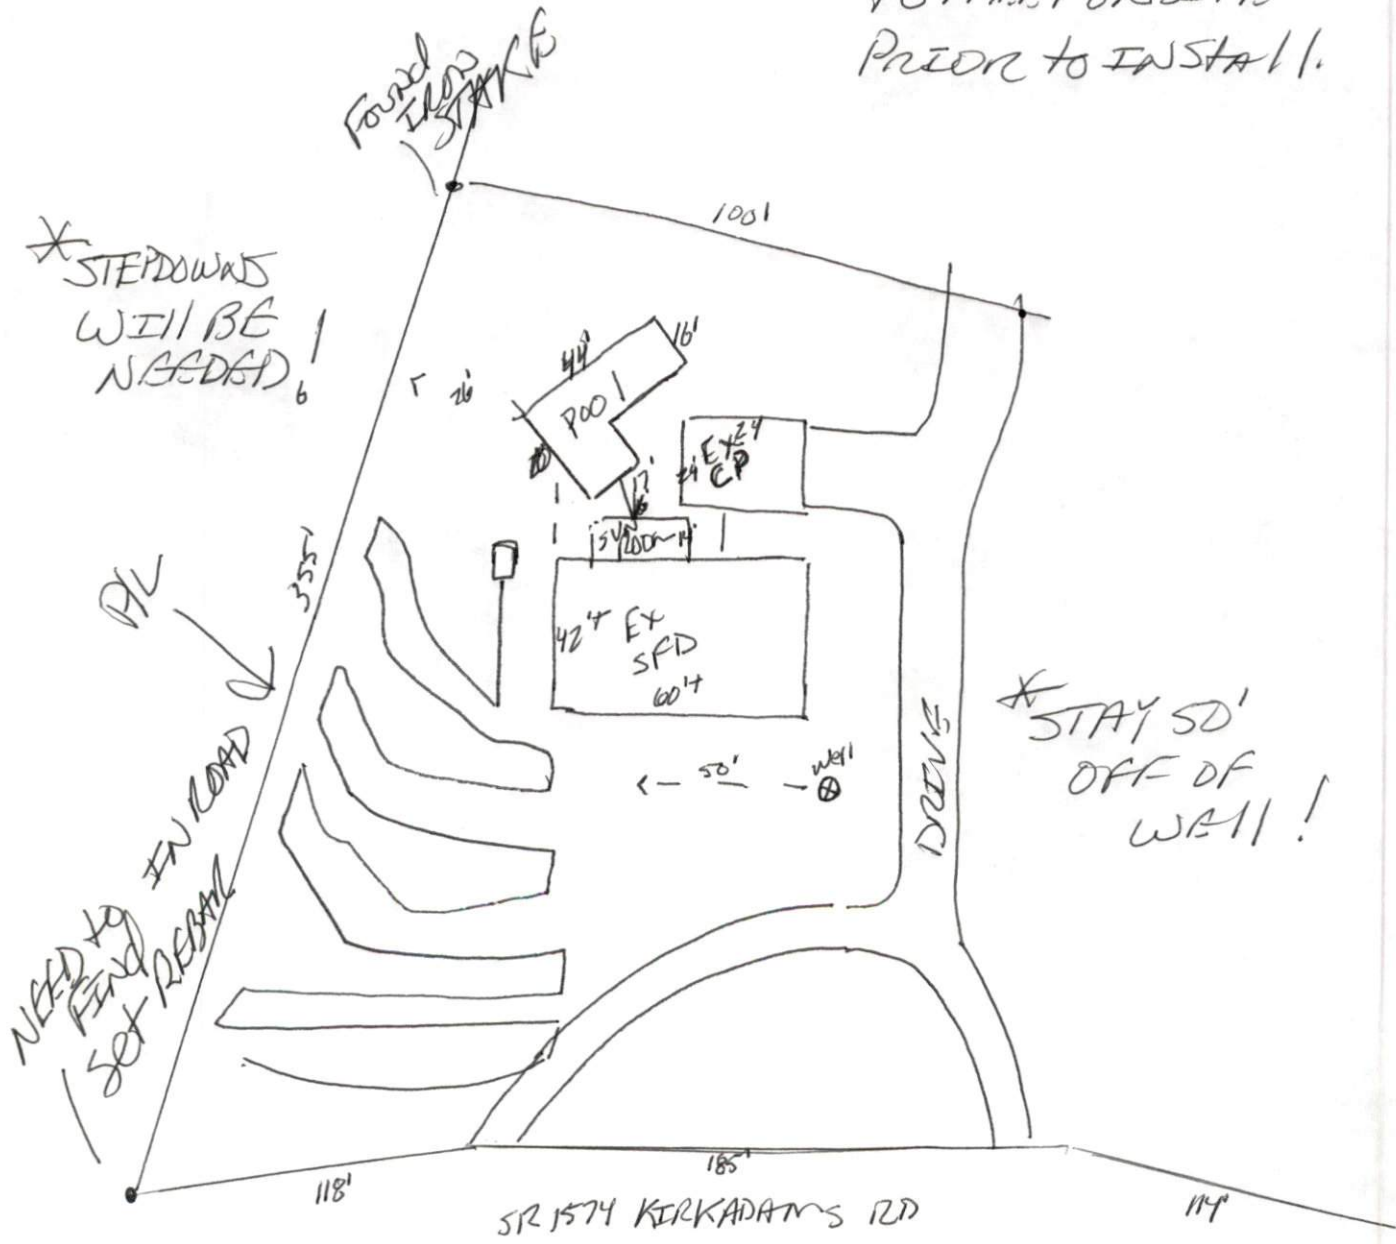 PRIOR to INSTALL.
FOUND
IRON
STAKE
100'
* STEPDOWNS
WILL BE
NEEDED!
44'
16'
POOL
26'
EX 24
24' CP
12'
SUN
ROOM 14'
355'
P/L
42'+ EX
SFD
60'+
* STAY 50'
OFF OF
WELL!
50'
Well
DRIVE
NEED to
FIND
IN ROAD
Set REBAR
118'
185'
114'
SR 1574 KIRKADAMS RD